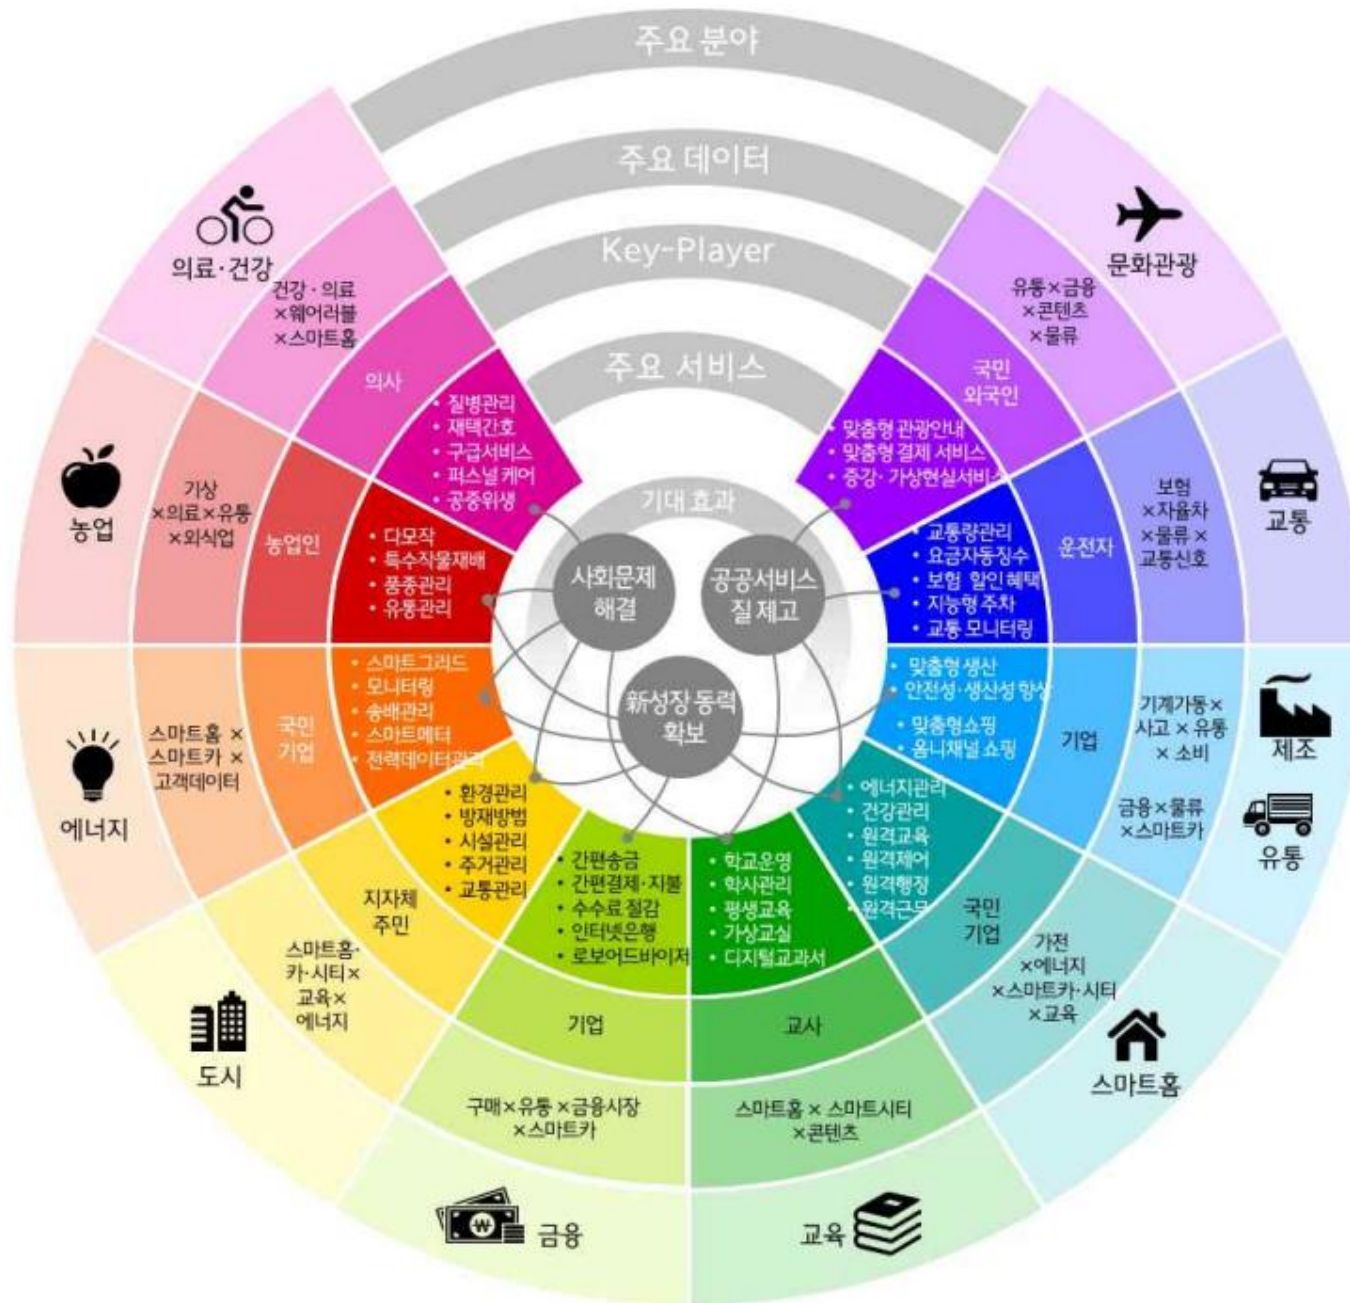 주요 분야
주요 데이터
Key-Player
주요 서비스
기대 효과
사회문제
해결
공공서비스
질 제고
新성장 동력
확보
의료·건강
건강·의료
×웨어러블
×스마트홈
의사
• 질병관리
• 재택간호
• 구급서비스
• 퍼스널 케어
• 공중위생
농업
기상
×의료×유통
×외식업
농업인
• 다모작
• 특수작물재배
• 품종관리
• 유통관리
에너지
스마트홈 ×
스마트카 ×
고객데이터
국민
기업
• 스마트그리드
• 모니터링
• 송배관리
• 스마트메터
• 전력데이터관리
도시
스마트홈·
카·시티×
교육×
에너지
지자체
주민
• 환경관리
• 방재방범
• 시설관리
• 주거관리
• 교통관리
금융
구매×유통×금융시장
×스마트카
기업
• 간편송금
• 간편결제·지불
• 수수료 절감
• 인터넷은행
• 로보어드바이저
교육
스마트홈 × 스마트시티
×콘텐츠
교사
• 학교운영
• 학사관리
• 평생교육
• 가상교실
• 디지털교과서
스마트홈
가전
×에너지
×스마트카·시티
×교육
국민
기업
• 에너지관리
• 건강관리
• 원격교육
• 원격제어
• 원격행정
• 원격근무
제조
유통
기계가동×
사고 × 유통
× 소비
금융×물류
×스마트카
기업
• 맞춤형 생산
• 안전성·생산성 향상
• 맞춤형쇼핑
• 옴니채널 쇼핑
교통
보험
×자율차
×물류 ×
교통신호
운전자
• 교통량관리
• 요금자동징수
• 보험 할인혜택
• 지능형 주차
• 교통 모니터링
문화관광
유통×금융
×콘텐츠
×물류
국민
외국인
• 맞춤형 관광안내
• 맞춤형 결제 서비스
• 증강·가상현실서비스